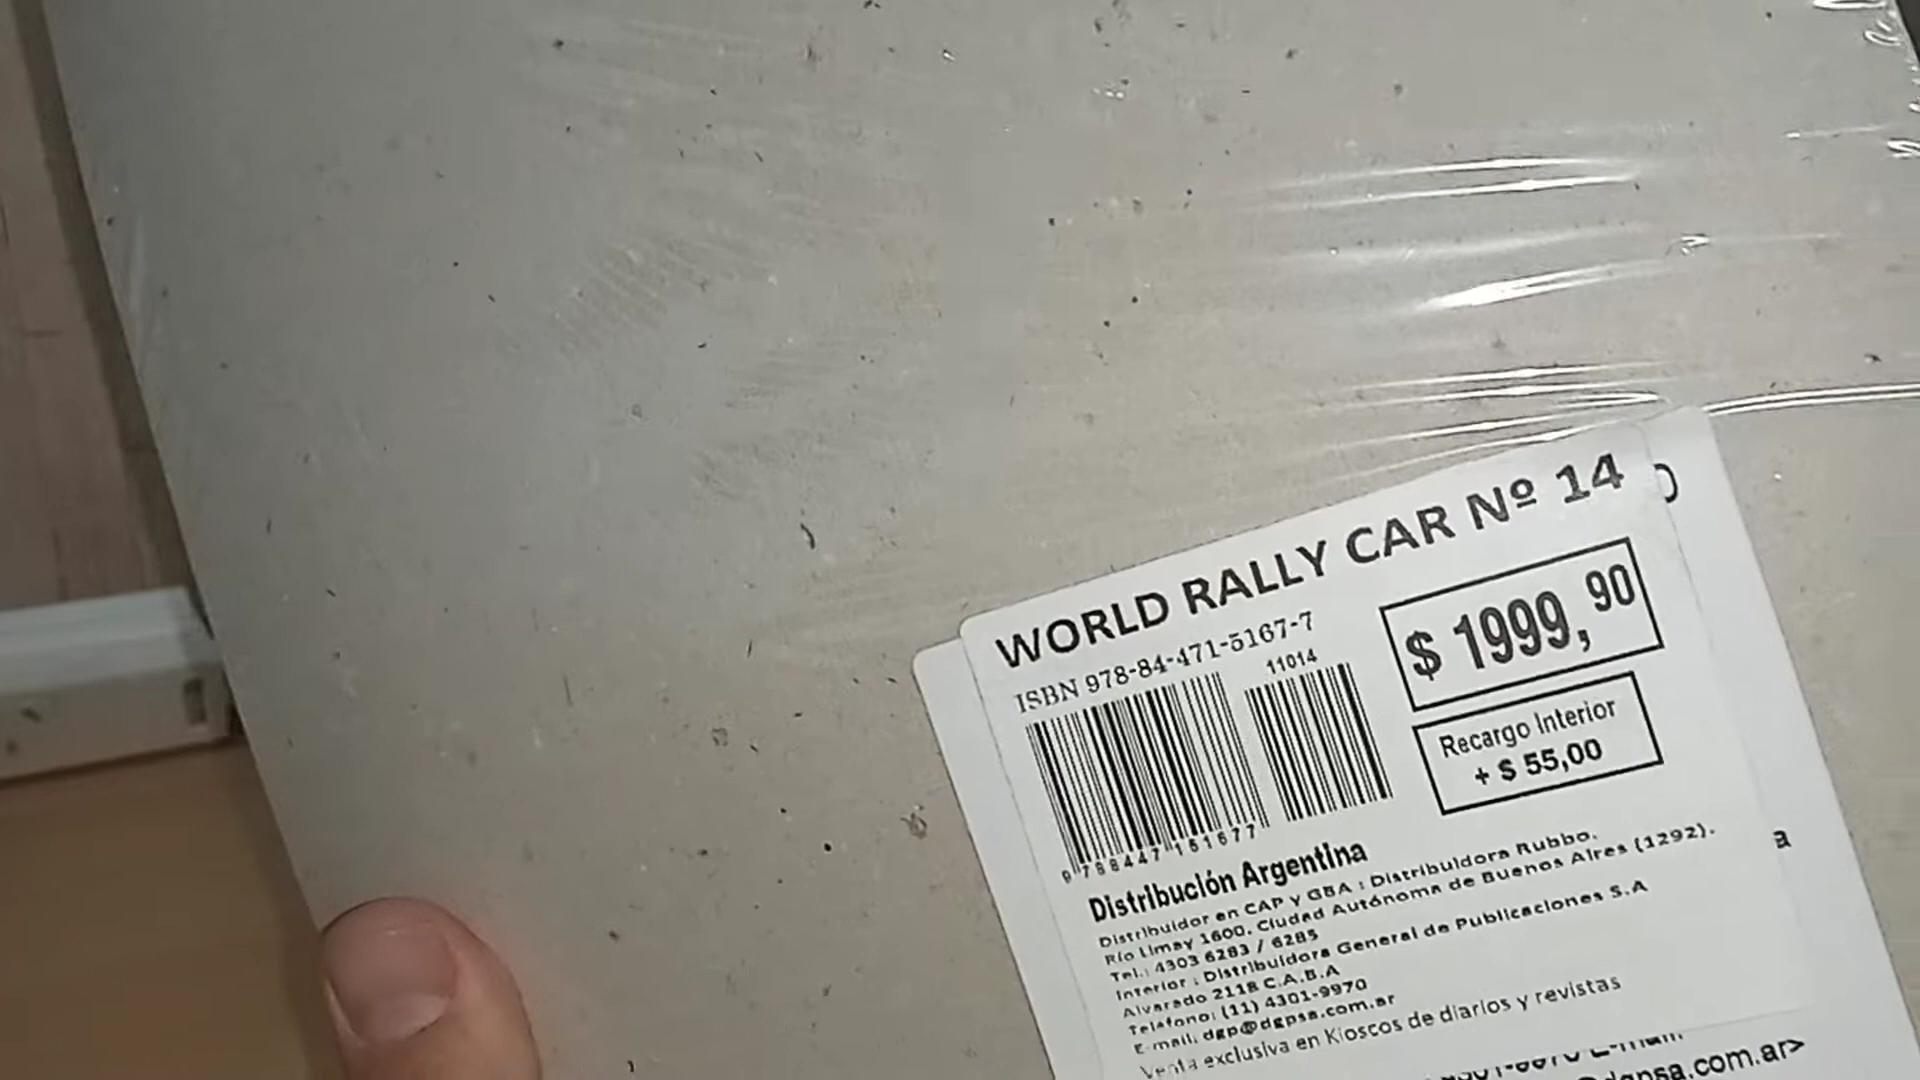 WORLD RALLY CAR Nº 14
ISBN 978-84-471-5167-7
11014
$ 1999,90
Recargo Interior
+ $ 55,00
9 788447 151677
Distribución Argentina
Distribuidor en CAP y GBA : Distribuidora Rubbo.
Río Limay 1600. Ciudad Autónoma de Buenos Aires (1292).
Tel.: 4303 6283 / 6285
Interior : Distribuidora General de Publicaciones S.A
Alvarado 2118 C.A.B.A
Telefono: (11) 4301-9970
E-mail: dgp@dgpsa.com.ar
Venta exclusiva en Kioscos de diarios y revistas
a
@dgpsa.com.ar>